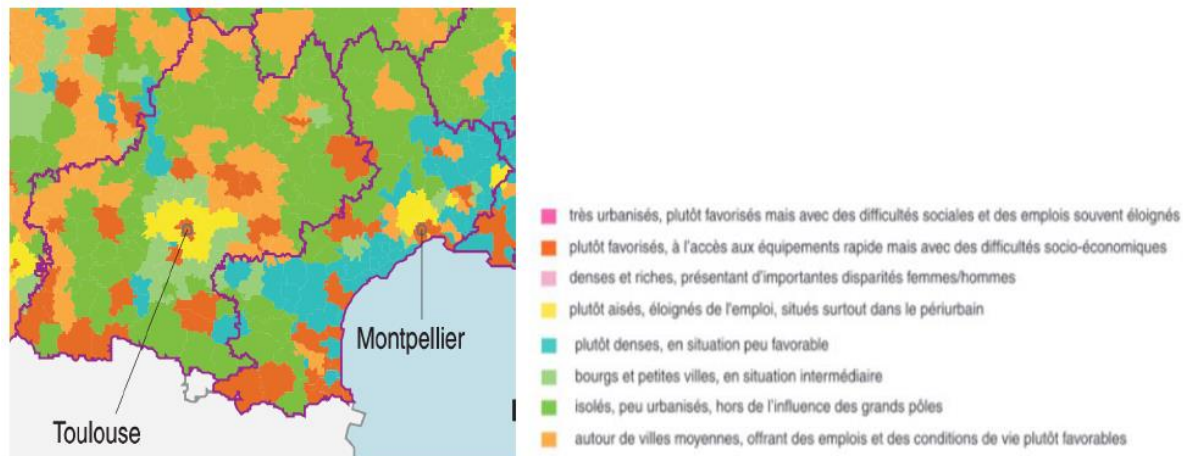 Montpellier
Toulouse
très urbanisés, plutôt favorisés mais avec des difficultés sociales et des emplois souvent éloignés
plutôt favorisés, à l'accès aux équipements rapide mais avec des difficultés socio-économiques
denses et riches, présentant d'importantes disparités femmes/hommes
plutôt aisés, éloignés de l'emploi, situés surtout dans le périurbain
plutôt denses, en situation peu favorable
bourgs et petites villes, en situation intermédiaire
isolés, peu urbanisés, hors de l'influence des grands pôles
autour de villes moyennes, offrant des emplois et des conditions de vie plutôt favorables